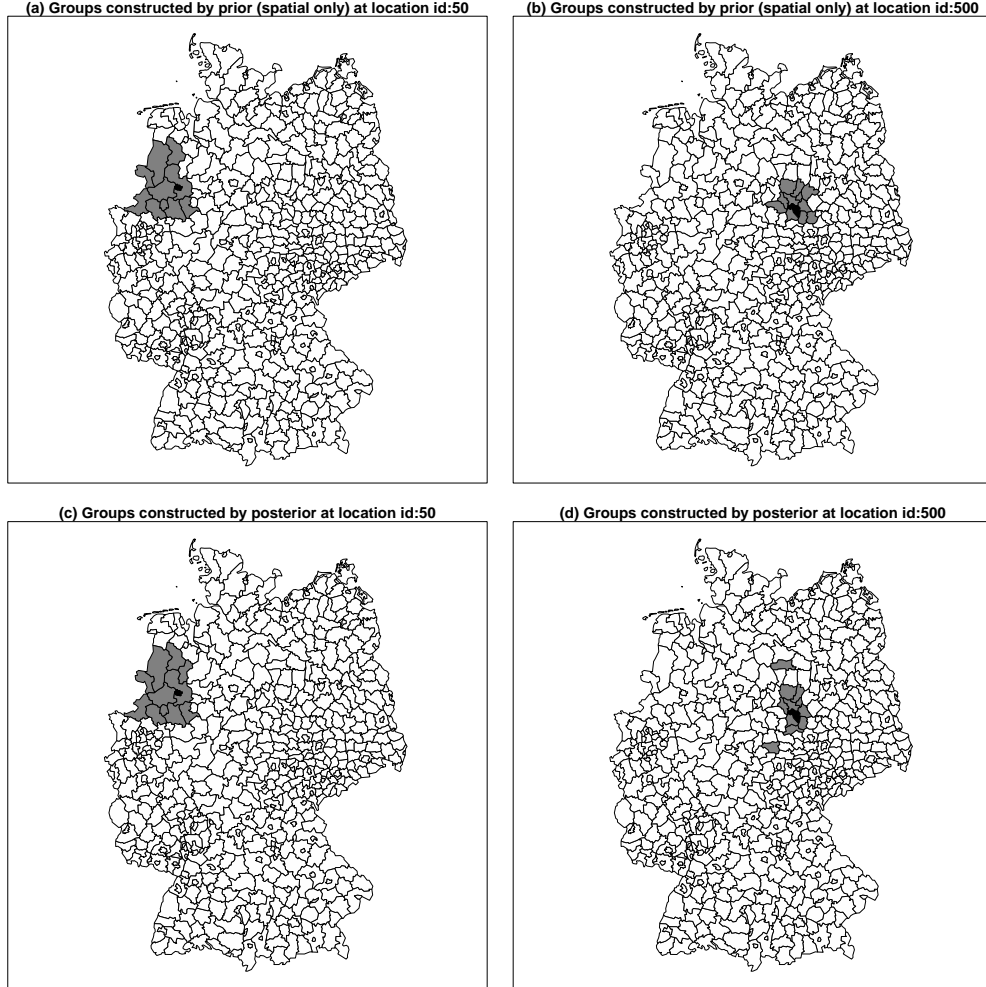 (a) Groups constructed by prior (spatial only) at location id:50
(b) Groups constructed by prior (spatial only) at location id:500
(c) Groups constructed by posterior at location id:50
(d) Groups constructed by posterior at location id:500